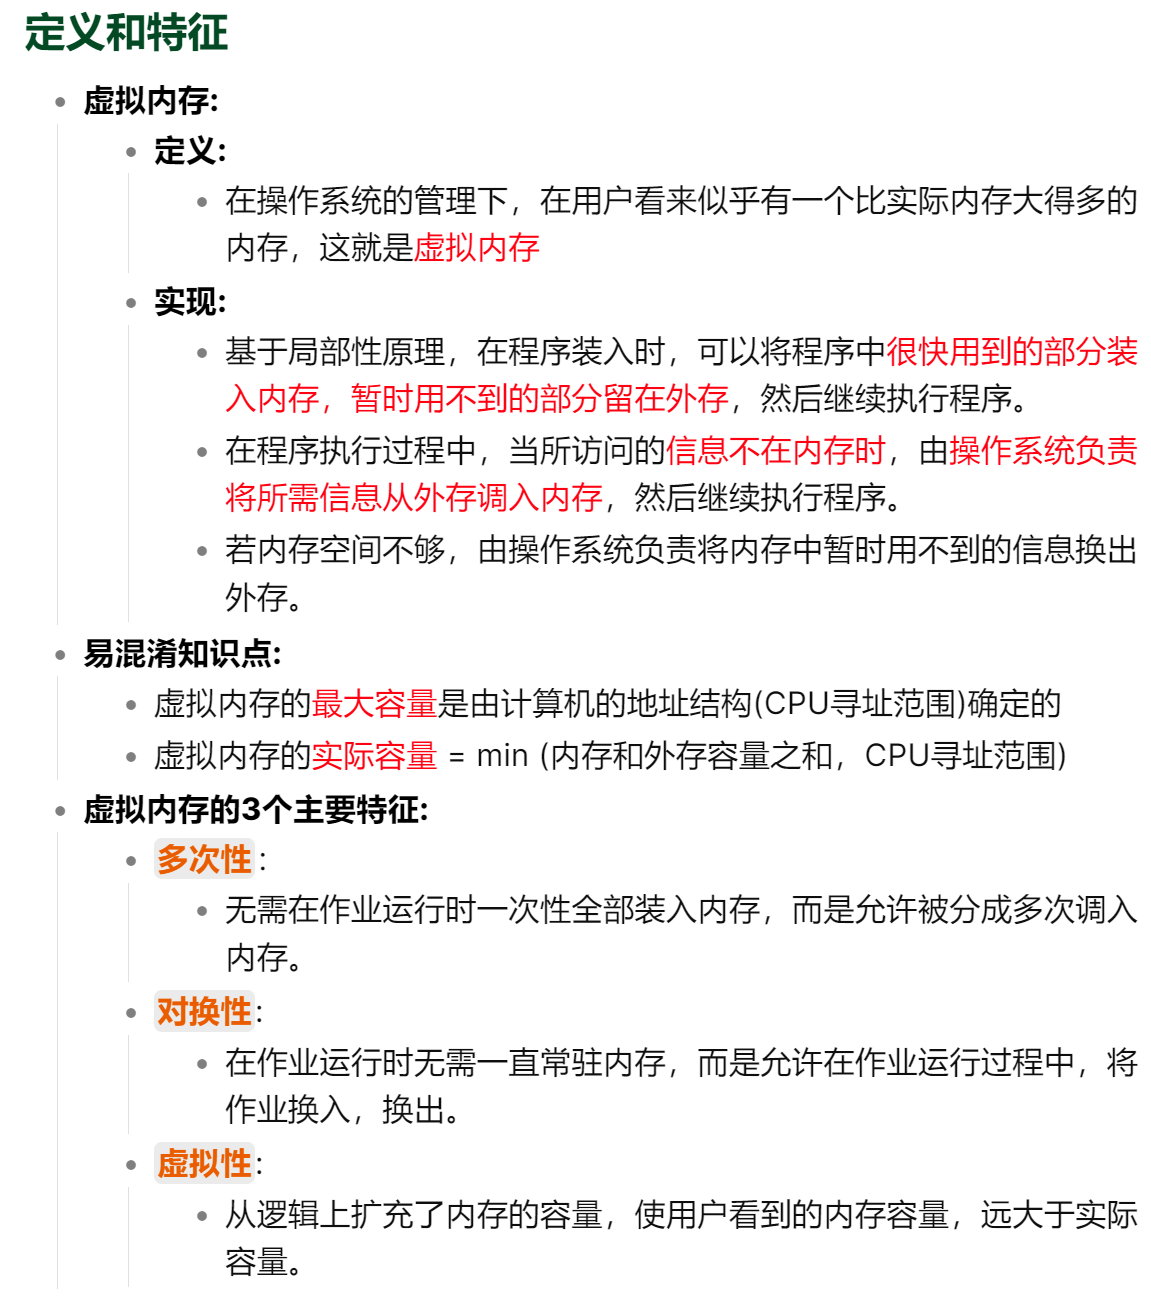 定义和特征
虚拟内存:
定义:
在操作系统的管理下，在用户看来似乎有一个比实际内存大得多的
内存，这就是虚拟内存
实现:
基于局部性原理，在程序装入时，可以将程序中很快用到的部分装
入内存，暂时用不到的部分留在外存，然后继续执行程序。
在程序执行过程中，当所访问的信息不在内存时，由操作系统负责
将所需信息从外存调入内存，然后继续执行程序。
若内存空间不够，由操作系统负责将内存中暂时用不到的信息换出
外存。
易混淆知识点:
虚拟内存的最大容量是由计算机的地址结构(CPU寻址范围)确定的
虚拟内存的实际容量 = min (内存和外存容量之和，CPU寻址范围)
虚拟内存的3个主要特征:
多次性：
无需在作业运行时一次性全部装入内存，而是允许被分成多次调入
内存。
对换性:
在作业运行时无需一直常驻内存，而是允许在作业运行过程中，将
作业换入，换出。
虚拟性:
从逻辑上扩充了内存的容量，使用户看到的内存容量，远大于实际
容量。